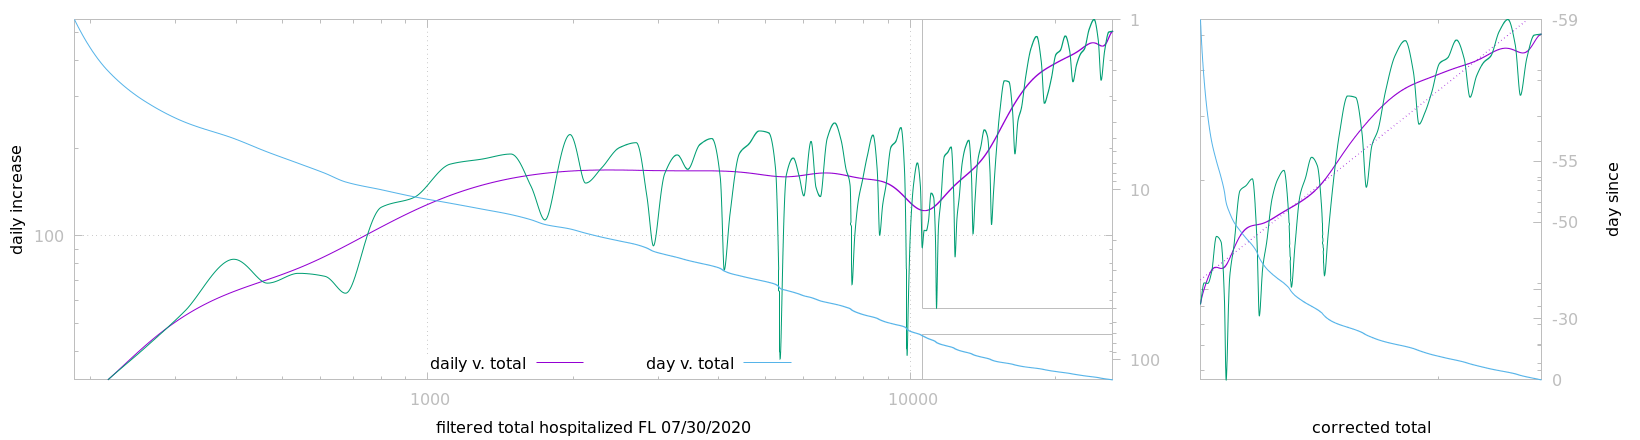 daily increase
100
1
10
100
daily v. total
day v. total
1000
10000
filtered total hospitalized FL 07/30/2020
-59
-55
-50
-30
0
day since
corrected total